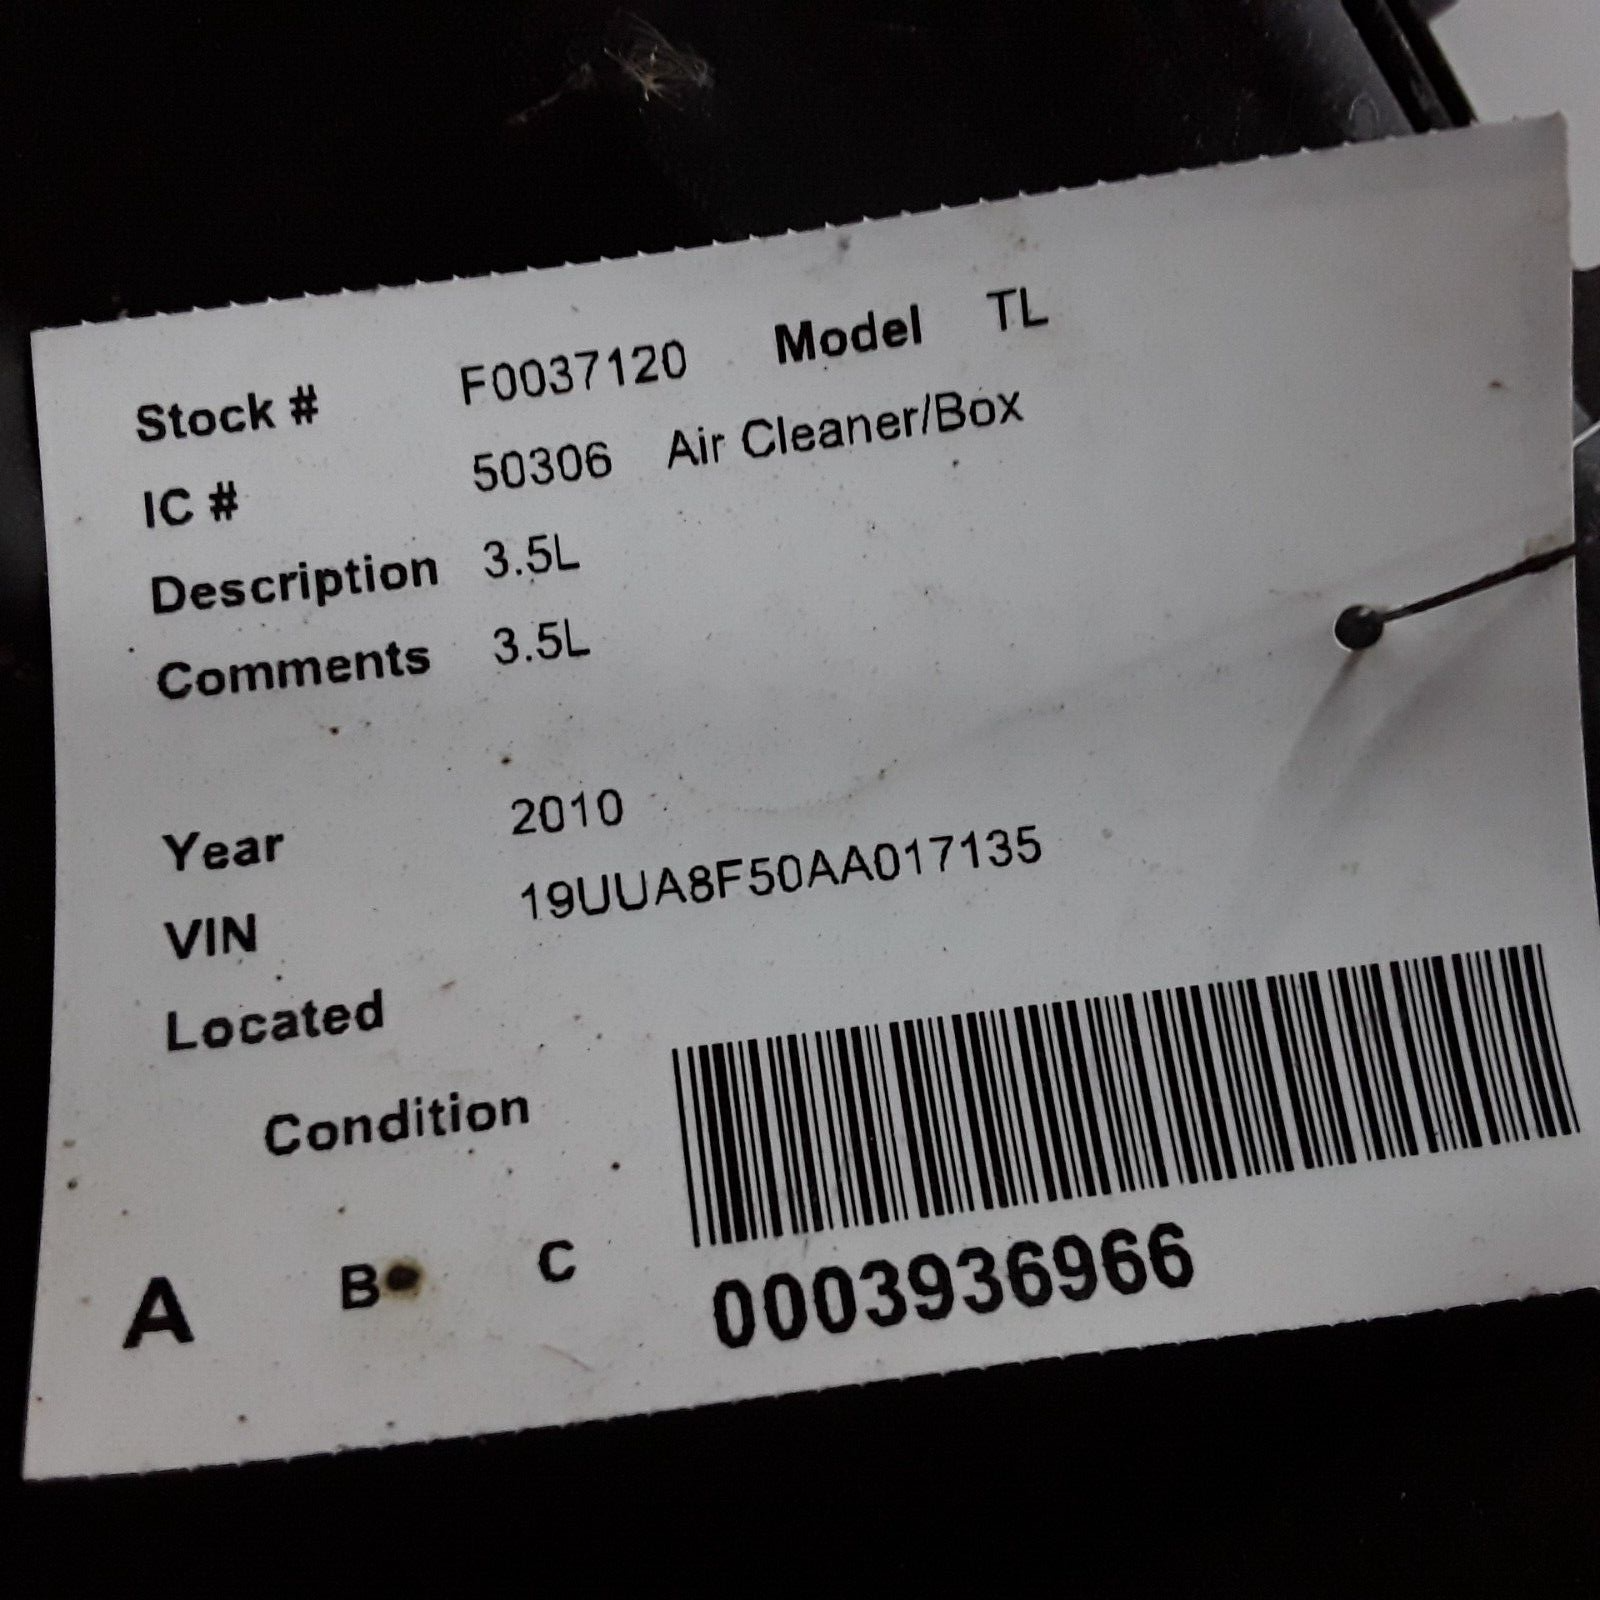 Stock # F0037120 Model TL
IC # 50306 Air Cleaner/Box
Description 3.5L
Comments 3.5L
Year 2010
VIN 19UUA8F50AA017135
Located
Condition
A B C
0003936966